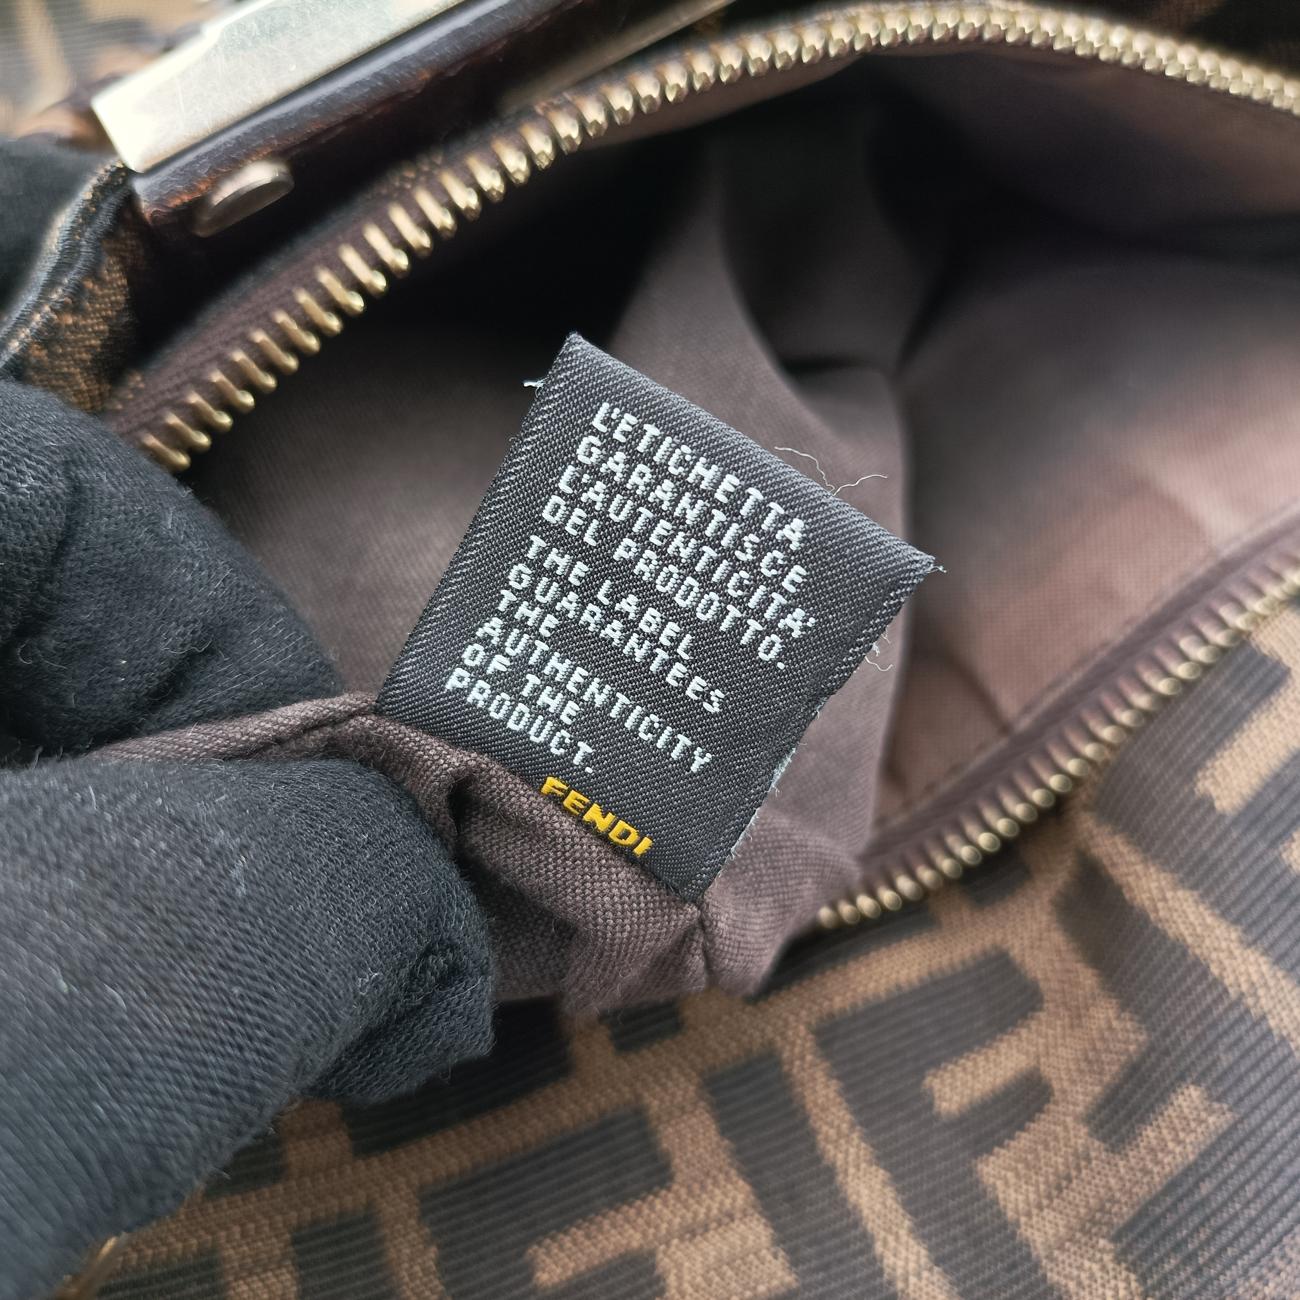 L'ETICHETTA
GARANTISCE
L'AUTENTICITA'
DEL PRODOTTO.
THE LABEL
GUARANTEES
THE
AUTHENTICITY
OF THE
PRODUCT.
FENDI